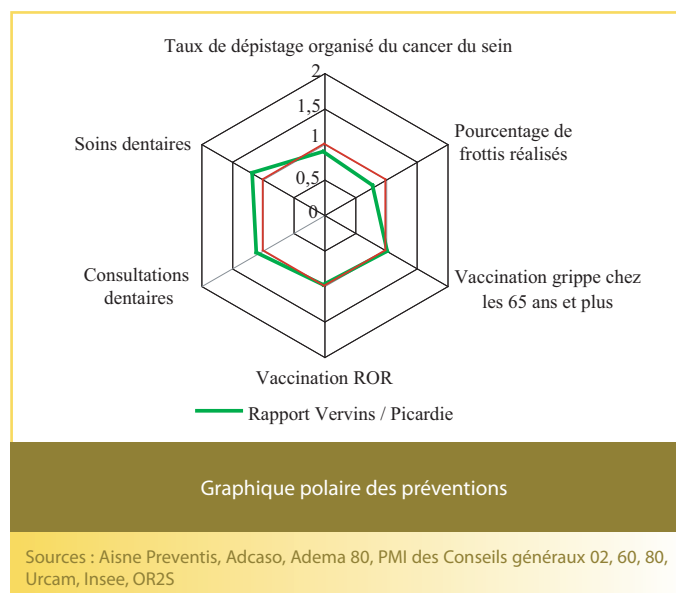 Taux de dépistage organisé du cancer du sein
2
1,5
1
0,5
0
Pourcentage de
frottis réalisés
Vaccination grippe chez
les 65 ans et plus
Vaccination ROR
Consultations
dentaires
Soins dentaires
Rapport Vervins / Picardie
Graphique polaire des préventions
Sources : Aisne Preventis, Adcaso, Adema 80, PMI des Conseils généraux 02, 60, 80,
Urcam, Insee, OR2S